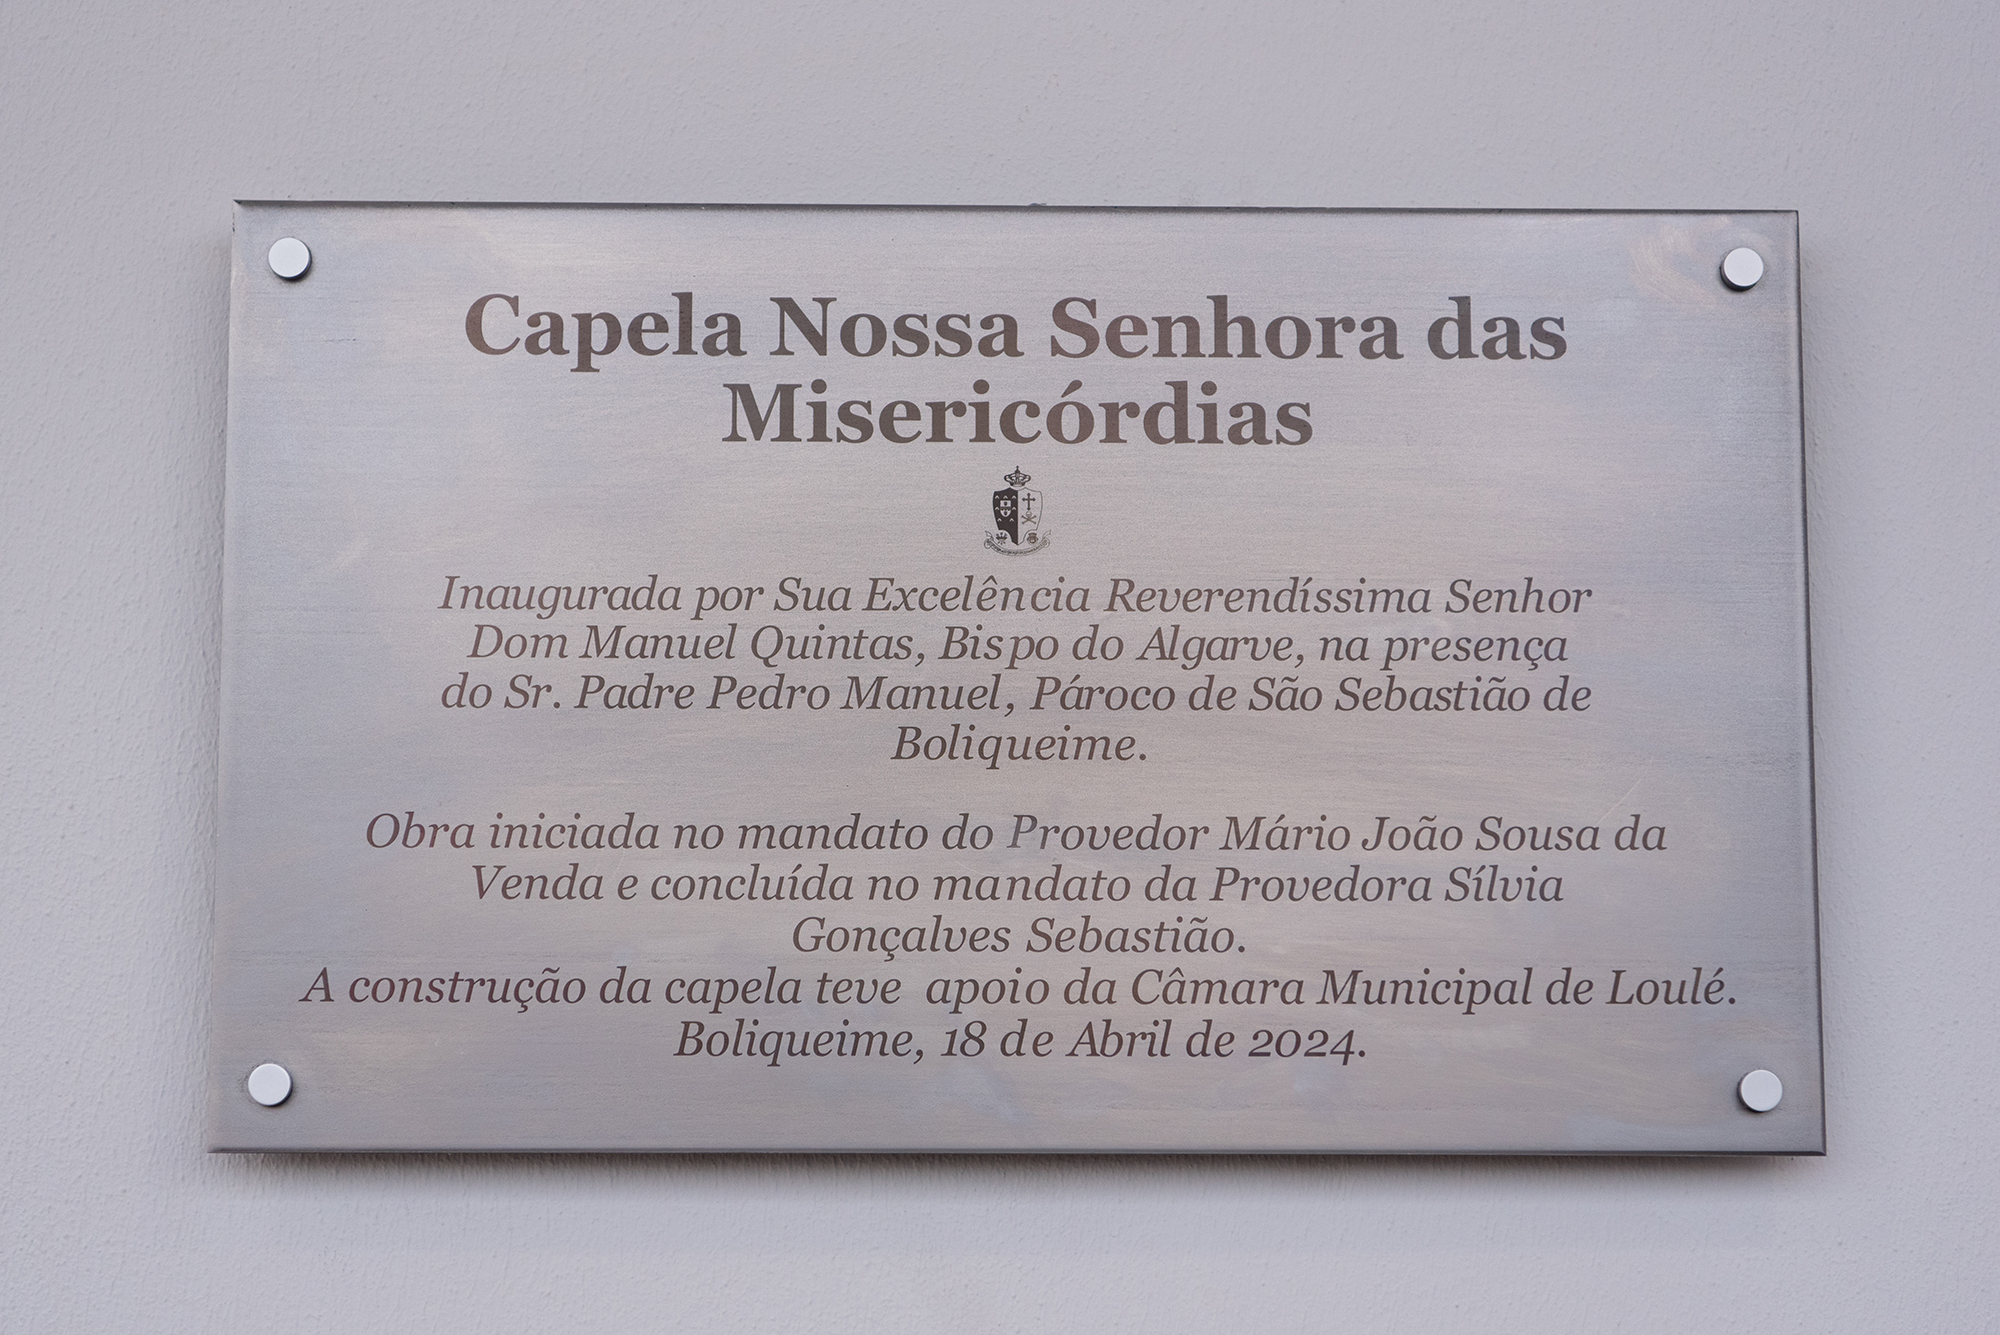 Capela Nossa Senhora das
Misericórdias
Inaugurada por Sua Excelência Reverendíssima Senhor
Dom Manuel Quintas, Bispo do Algarve, na presença
do Sr. Padre Pedro Manuel, Pároco de São Sebastião de
Boliqueime.
Obra iniciada no mandato do Provedor Mário João Sousa da
Venda e concluída no mandato da Provedora Sílvia
Gonçalves Sebastião.
A construção da capela teve apoio da Câmara Municipal de Loulé.
Boliqueime, 18 de Abril de 2024.